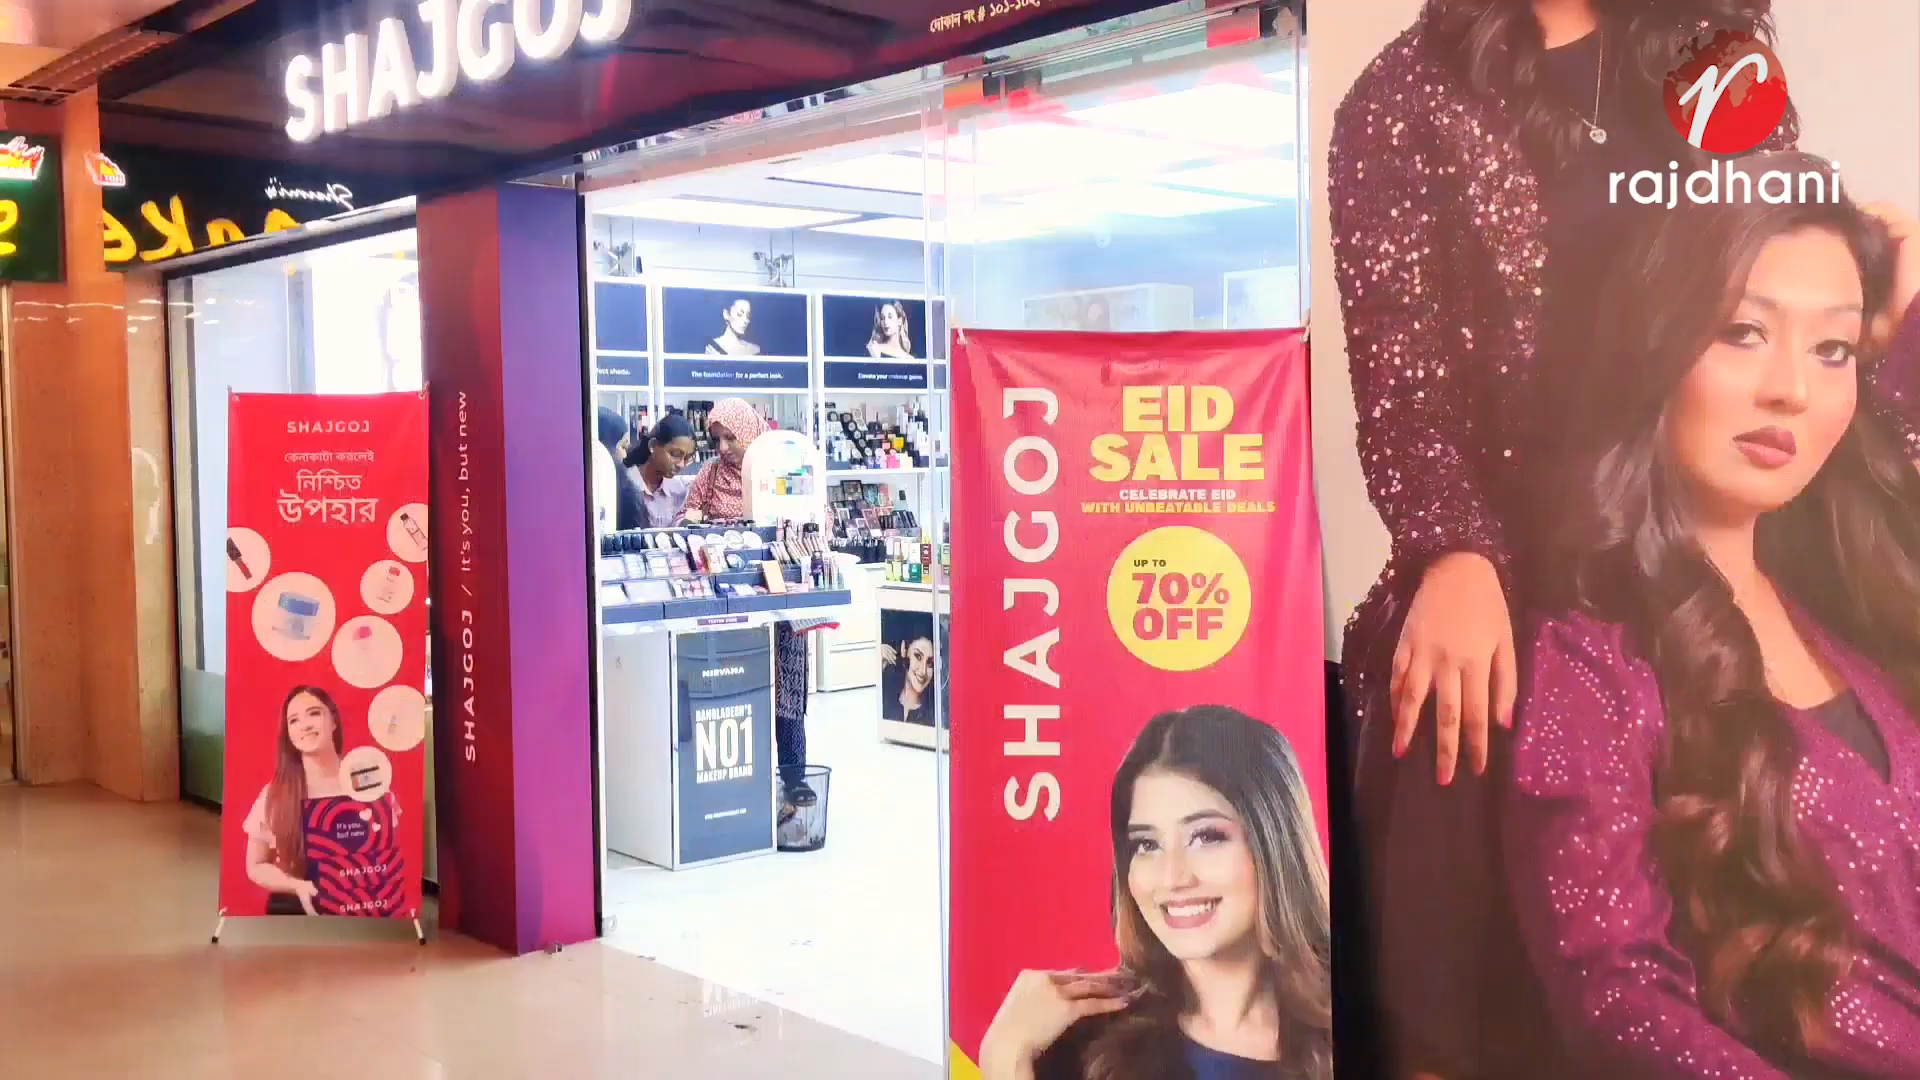 SHAJGOJ
rajdhani
SHAJGOJ
কেনাকাটা করলেই
নিশ্চিত
উপহার
It's you,
but new
SHAJGOJ
SHAJGOJ
SHAJGOJ / It's you, but new
The foundation for a perfect look.
Elevate your makeup game.
NIRVANA
BANGLADESH'S
NO1
MAKEUP BRAND
SHAJGOJ
EID
SALE
CELEBRATE EID
WITH UNBEATABLE DEALS
UP TO
70%
OFF